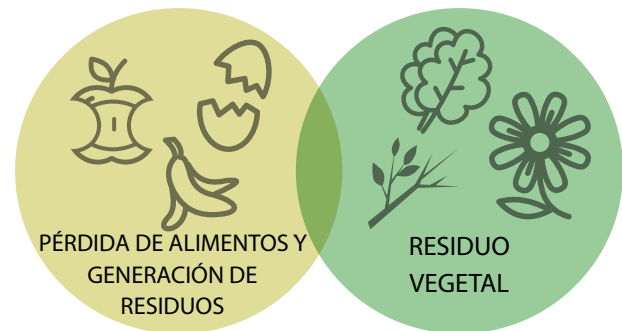 PÉRDIDA DE ALIMENTOS Y
GENERACIÓN DE
RESIDUOS
RESIDUO
VEGETAL